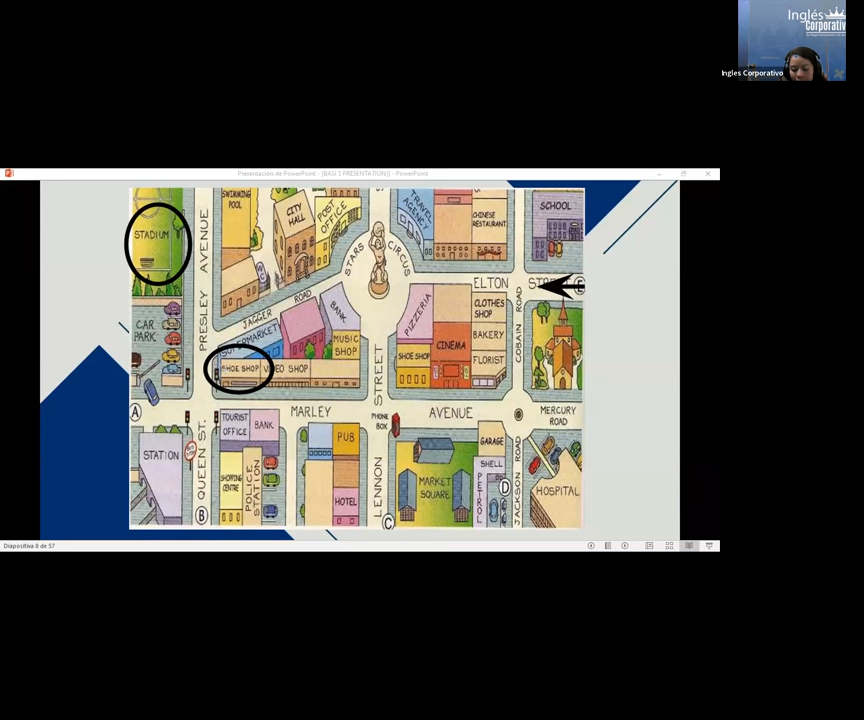 Inglés
Corporativo
Ingles Corporativo
Presentación de PowerPoint - [BASI 5 PRESENTATION)] - PowerPoint
STADIUM
PRESLEY AVENUE
SWIMMING
POOL
CITY
HALL
POST
OFFICE
STARS CIRCUS
TRAVEL
AGENCY
CHINESE
RESTAURANT
SCHOOL
ELTON STREET
E
JAGGER ROAD
BANK
PIZZERIA
CLOTHES
SHOP
COBAIN ROAD
CAR
PARK
SUPERMARKET
MUSIC
SHOP
SHOE SHOP
CINEMA
BAKERY
SHOE SHOP
VIDEO SHOP
FLORIST
STREET
A
MARLEY
AVENUE
PHONE
BOX
MERCURY
ROAD
TOURIST
OFFICE
BANK
STATION
QUEEN ST.
PUB
GARAGE
SHELL
PETROL
SHOPPING
CENTRE
POLICE
STATION
HOTEL
LENNON
MARKET
SQUARE
D
JACKSON ROAD
HOSPITAL
B
C
Diapositiva 8 de 57